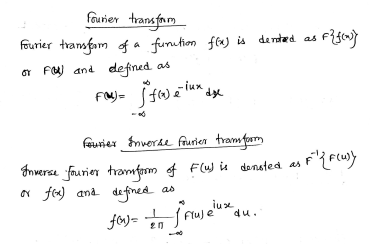 Fourier transform
Fourier transform of a function f(x) is denoted as F{f(x)}
or F(u) and defined as
F(u) = ∫_{-∞}^{∞} f(x) e^{-iux} dx
Fourier Inverse Fourier transform
Inverse Fourier transform of F(u) is denoted as F^{-1}{F(u)}
or f(x) and defined as
f(x) = 1/2π ∫_{-∞}^{∞} F(u) e^{iux} du.